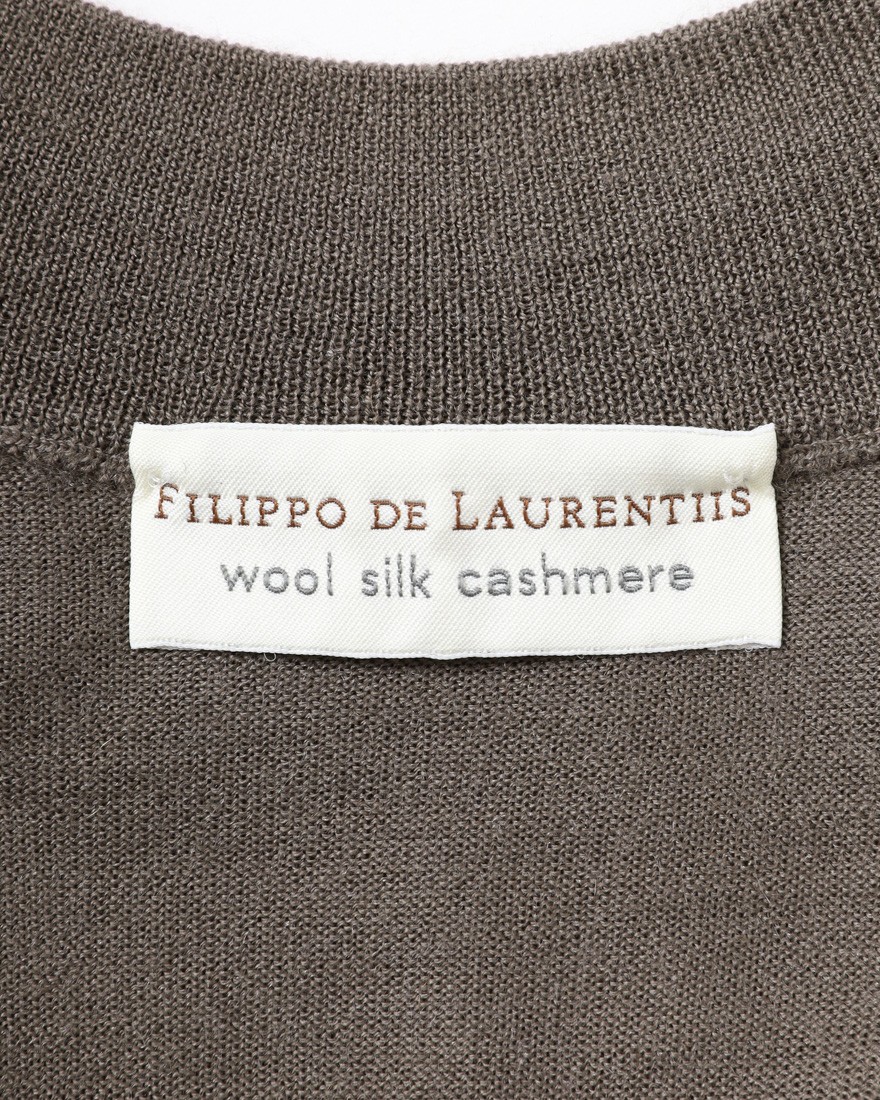 FILIPPO DE LAURENTIIS
wool silk cashmere